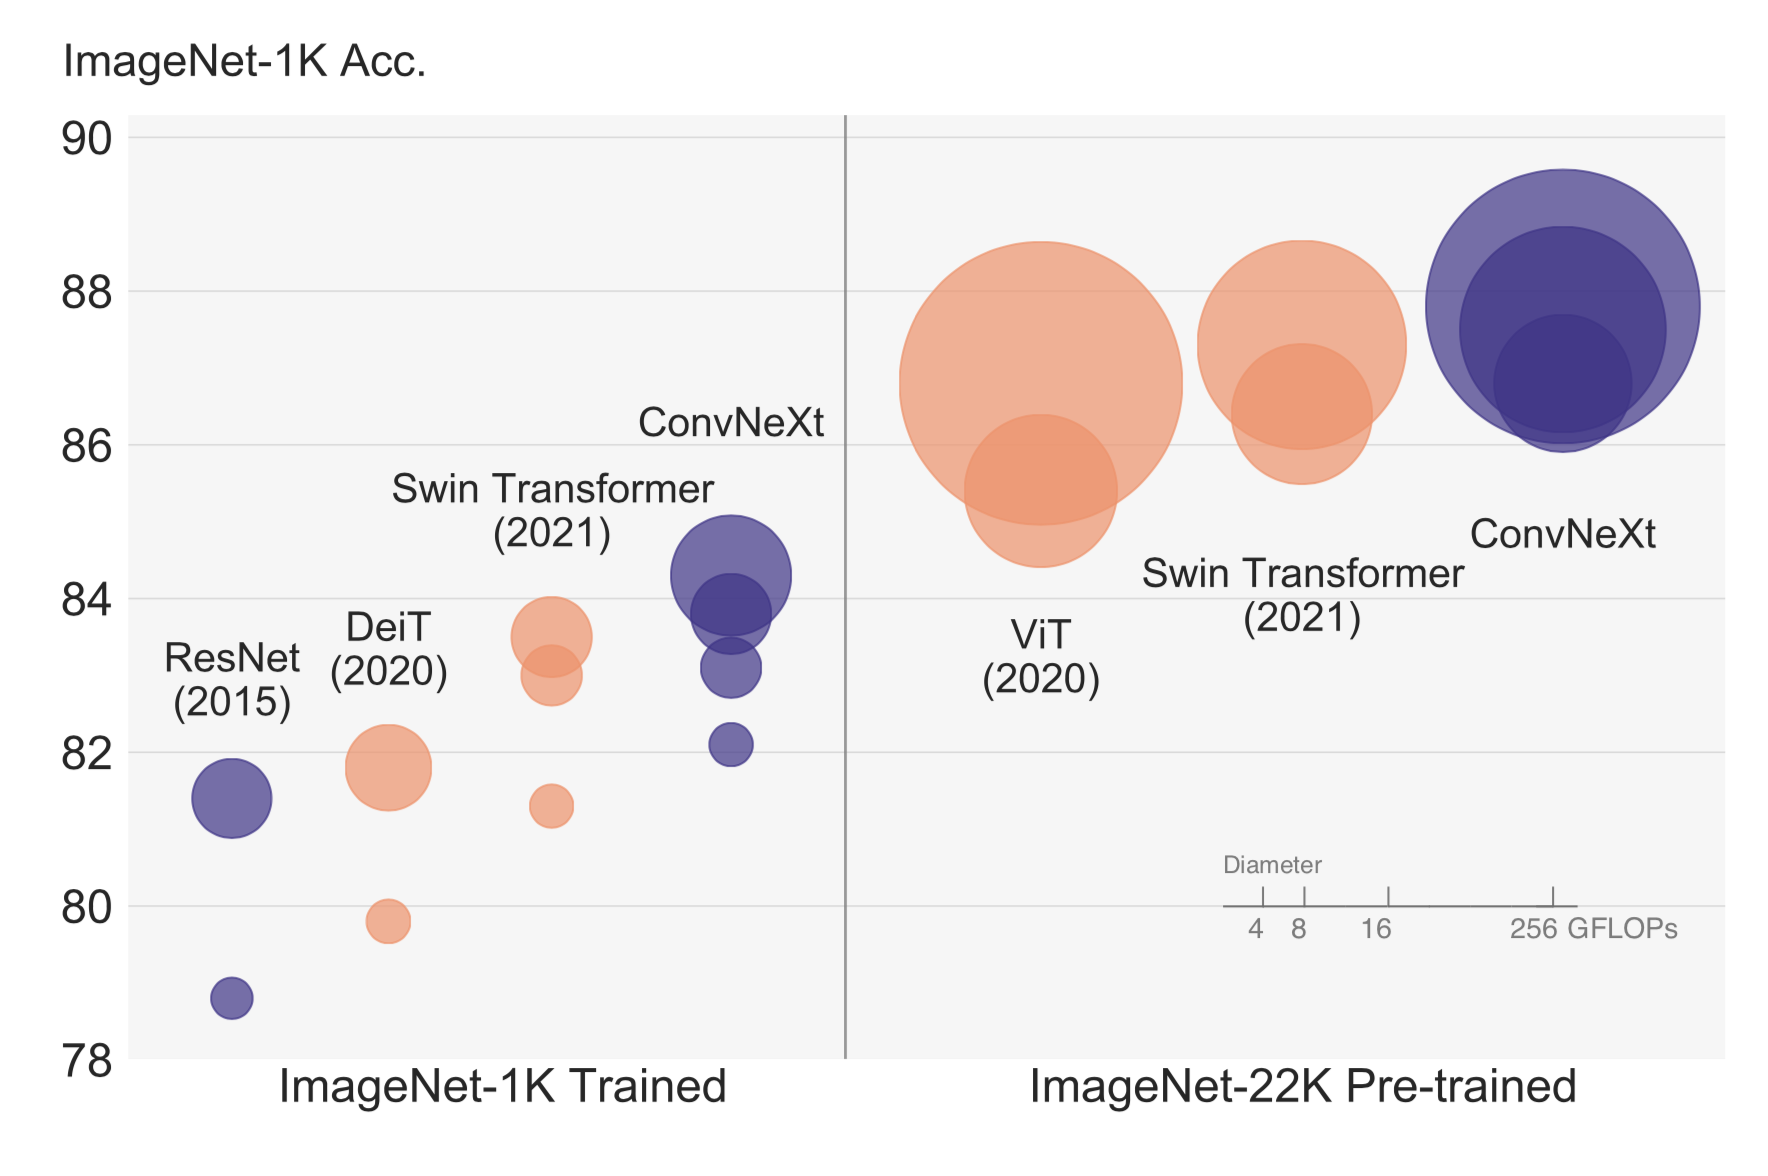 ImageNet-1K Acc.
90
88
86
84
82
80
78
ConvNeXt
Swin Transformer
(2021)
DeiT
(2020)
ResNet
(2015)
ConvNeXt
Swin Transformer
(2021)
ViT
(2020)
Diameter
4 8 16 256 GFLOPs
ImageNet-1K Trained
ImageNet-22K Pre-trained